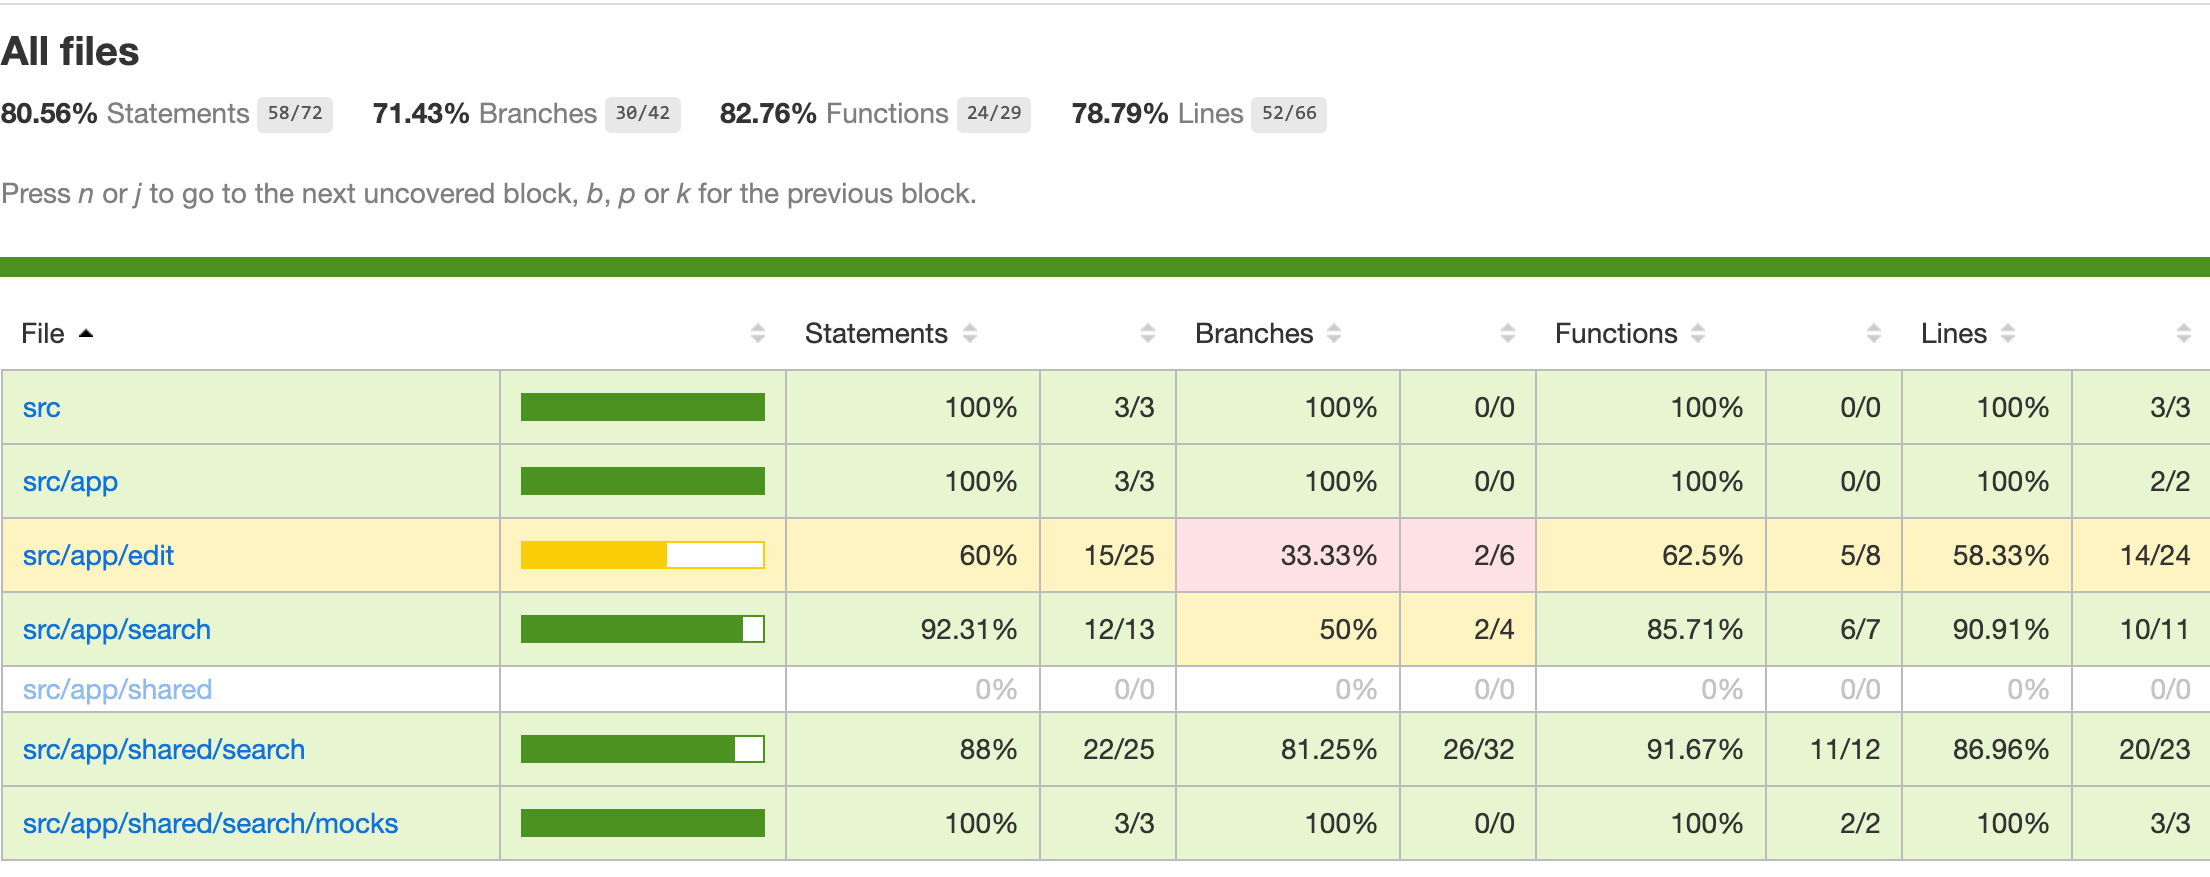 All files
80.56% Statements 58/72 71.43% Branches 30/42 82.76% Functions 24/29 78.79% Lines 52/66
Press n or j to go to the next uncovered block, b, p or k for the previous block.
File Statements Branches Functions Lines
src 100% 3/3 100% 0/0 100% 0/0 100% 3/3
src/app 100% 3/3 100% 0/0 100% 0/0 100% 2/2
src/app/edit 60% 15/25 33.33% 2/6 62.5% 5/8 58.33% 14/24
src/app/search 92.31% 12/13 50% 2/4 85.71% 6/7 90.91% 10/11
src/app/shared 0% 0/0 0% 0/0 0% 0/0 0% 0/0
src/app/shared/search 88% 22/25 81.25% 26/32 91.67% 11/12 86.96% 20/23
src/app/shared/search/mocks 100% 3/3 100% 0/0 100% 2/2 100% 3/3